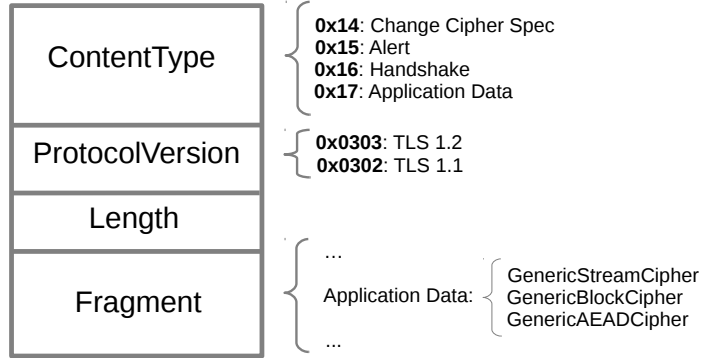 ContentType
0x14: Change Cipher Spec
0x15: Alert
0x16: Handshake
0x17: Application Data
ProtocolVersion
0x0303: TLS 1.2
0x0302: TLS 1.1
Length
Fragment
...
Application Data:
GenericStreamCipher
GenericBlockCipher
GenericAEADCipher
...